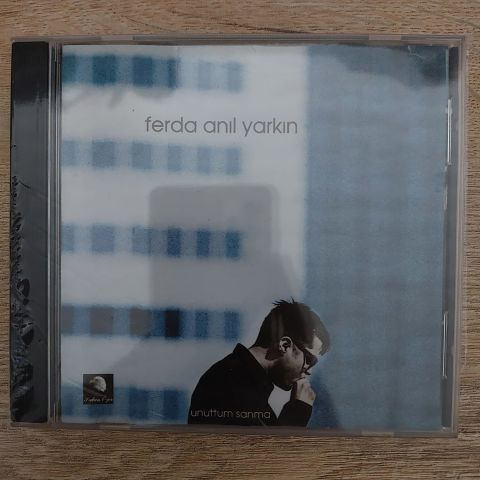 ferda anıl yarkın
unuttum sanma